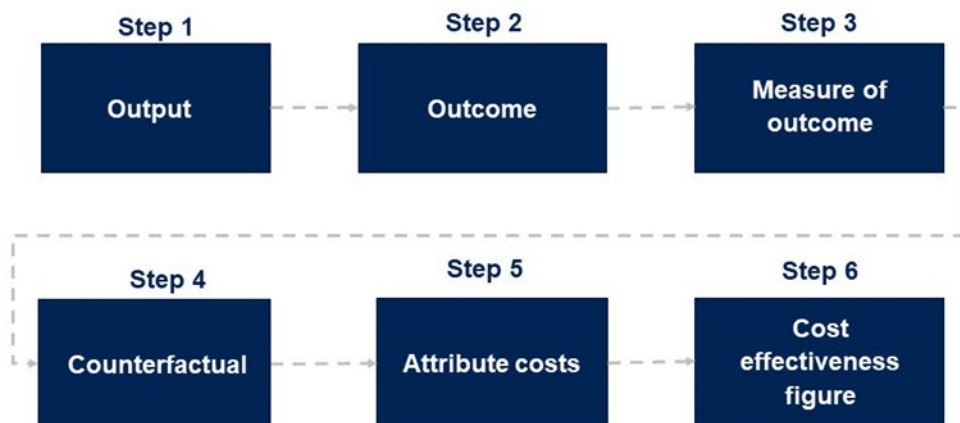 Step 1
Step 2
Step 3
Output
Outcome
Measure of
outcome
Step 4
Step 5
Step 6
Counterfactual
Attribute costs
Cost
effectiveness
figure